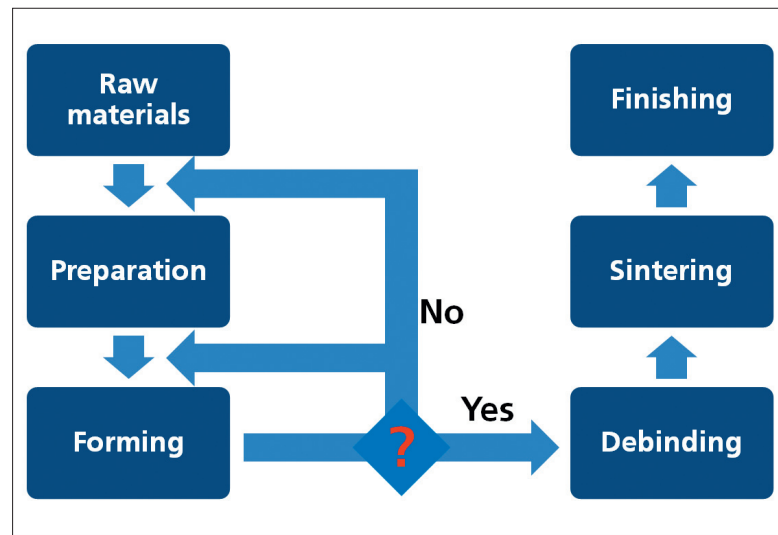 Raw
materials
Preparation
Forming
?
No
Yes
Finishing
Sintering
Debinding